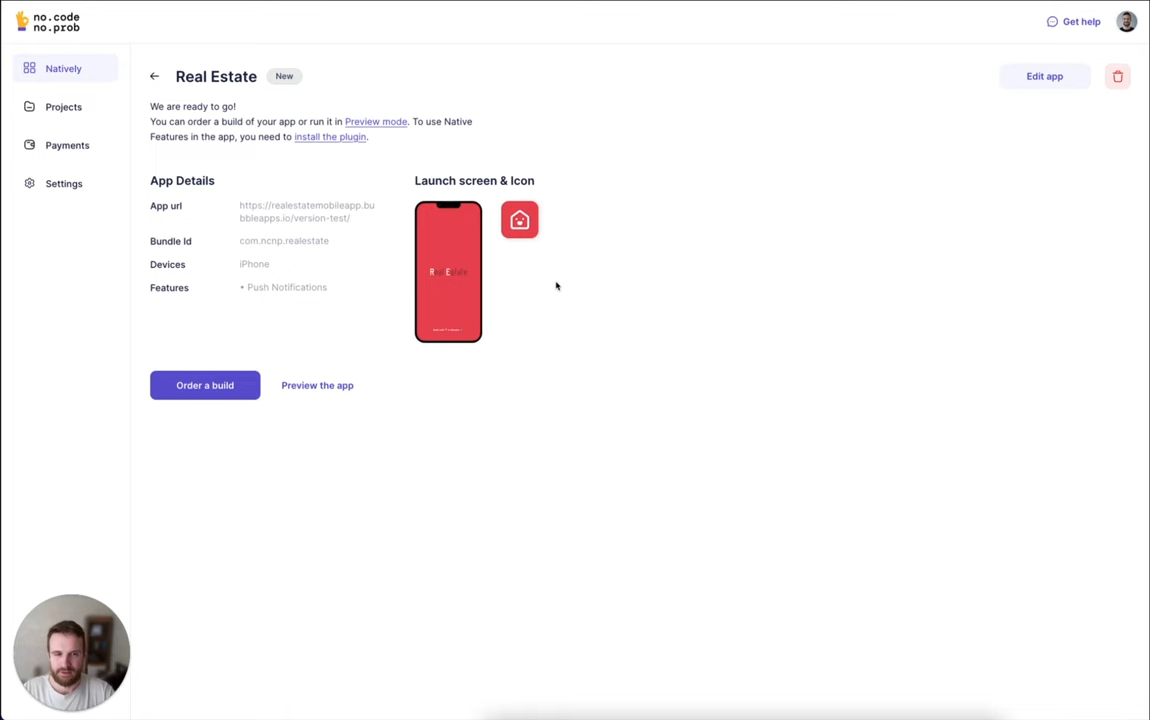 no.code
no.prob
Get help
Natively
Projects
Payments
Settings
Real Estate
New
Edit app
We are ready to go!
You can order a build of your app or run it in Preview mode. To use Native
Features in the app, you need to install the plugin.
App Details
App url
https://realestatemobileapp.bu
bbleapps.io/version-test/
Bundle Id
com.ncnp.realestate
Devices
iPhone
Features
• Push Notifications
Launch screen & Icon
Real Estate
Order a build
Preview the app